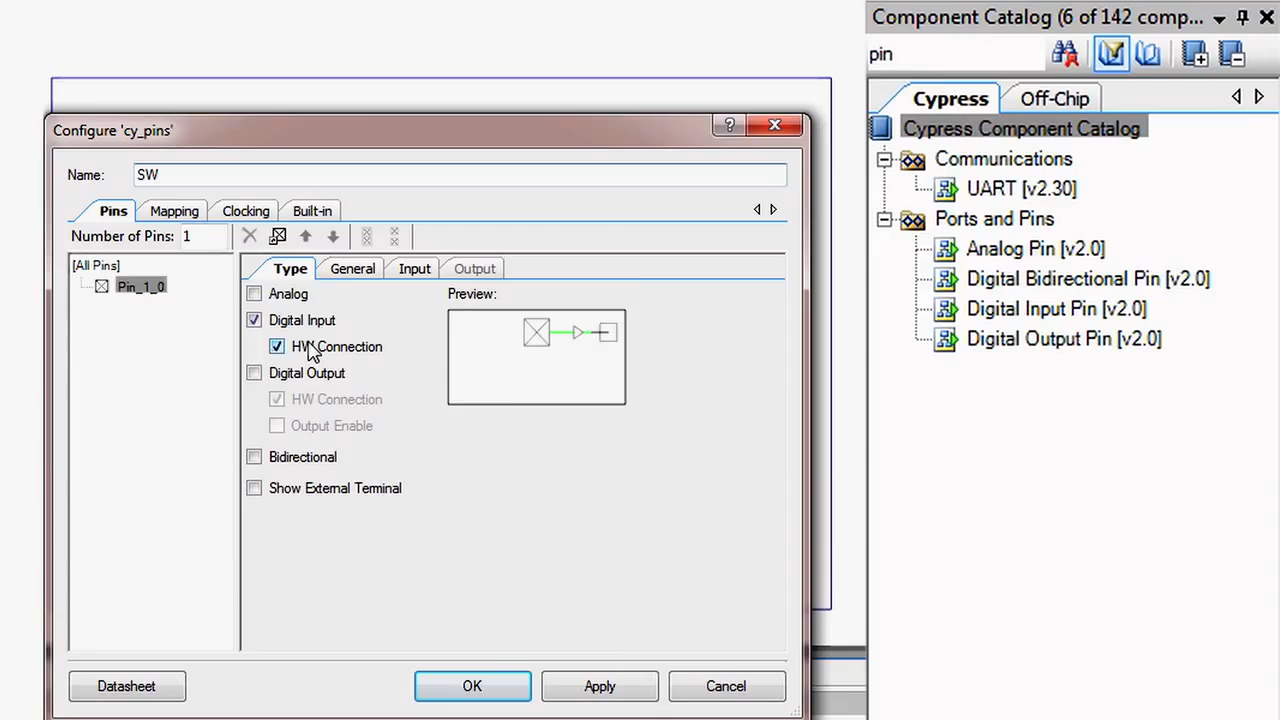 Component Catalog (6 of 142 comp...
pin
Cypress
Off-Chip
Cypress Component Catalog
Communications
UART [v2.30]
Ports and Pins
Analog Pin [v2.0]
Digital Bidirectional Pin [v2.0]
Digital Input Pin [v2.0]
Digital Output Pin [v2.0]
Configure 'cy_pins'
Name: SW
Pins Mapping Clocking Built-in
Number of Pins: 1
[All Pins]
Pin_1_0
Type General Input Output
Analog
Digital Input
HW Connection
Digital Output
HW Connection
Output Enable
Bidirectional
Show External Terminal
Preview:
Datasheet OK Apply Cancel